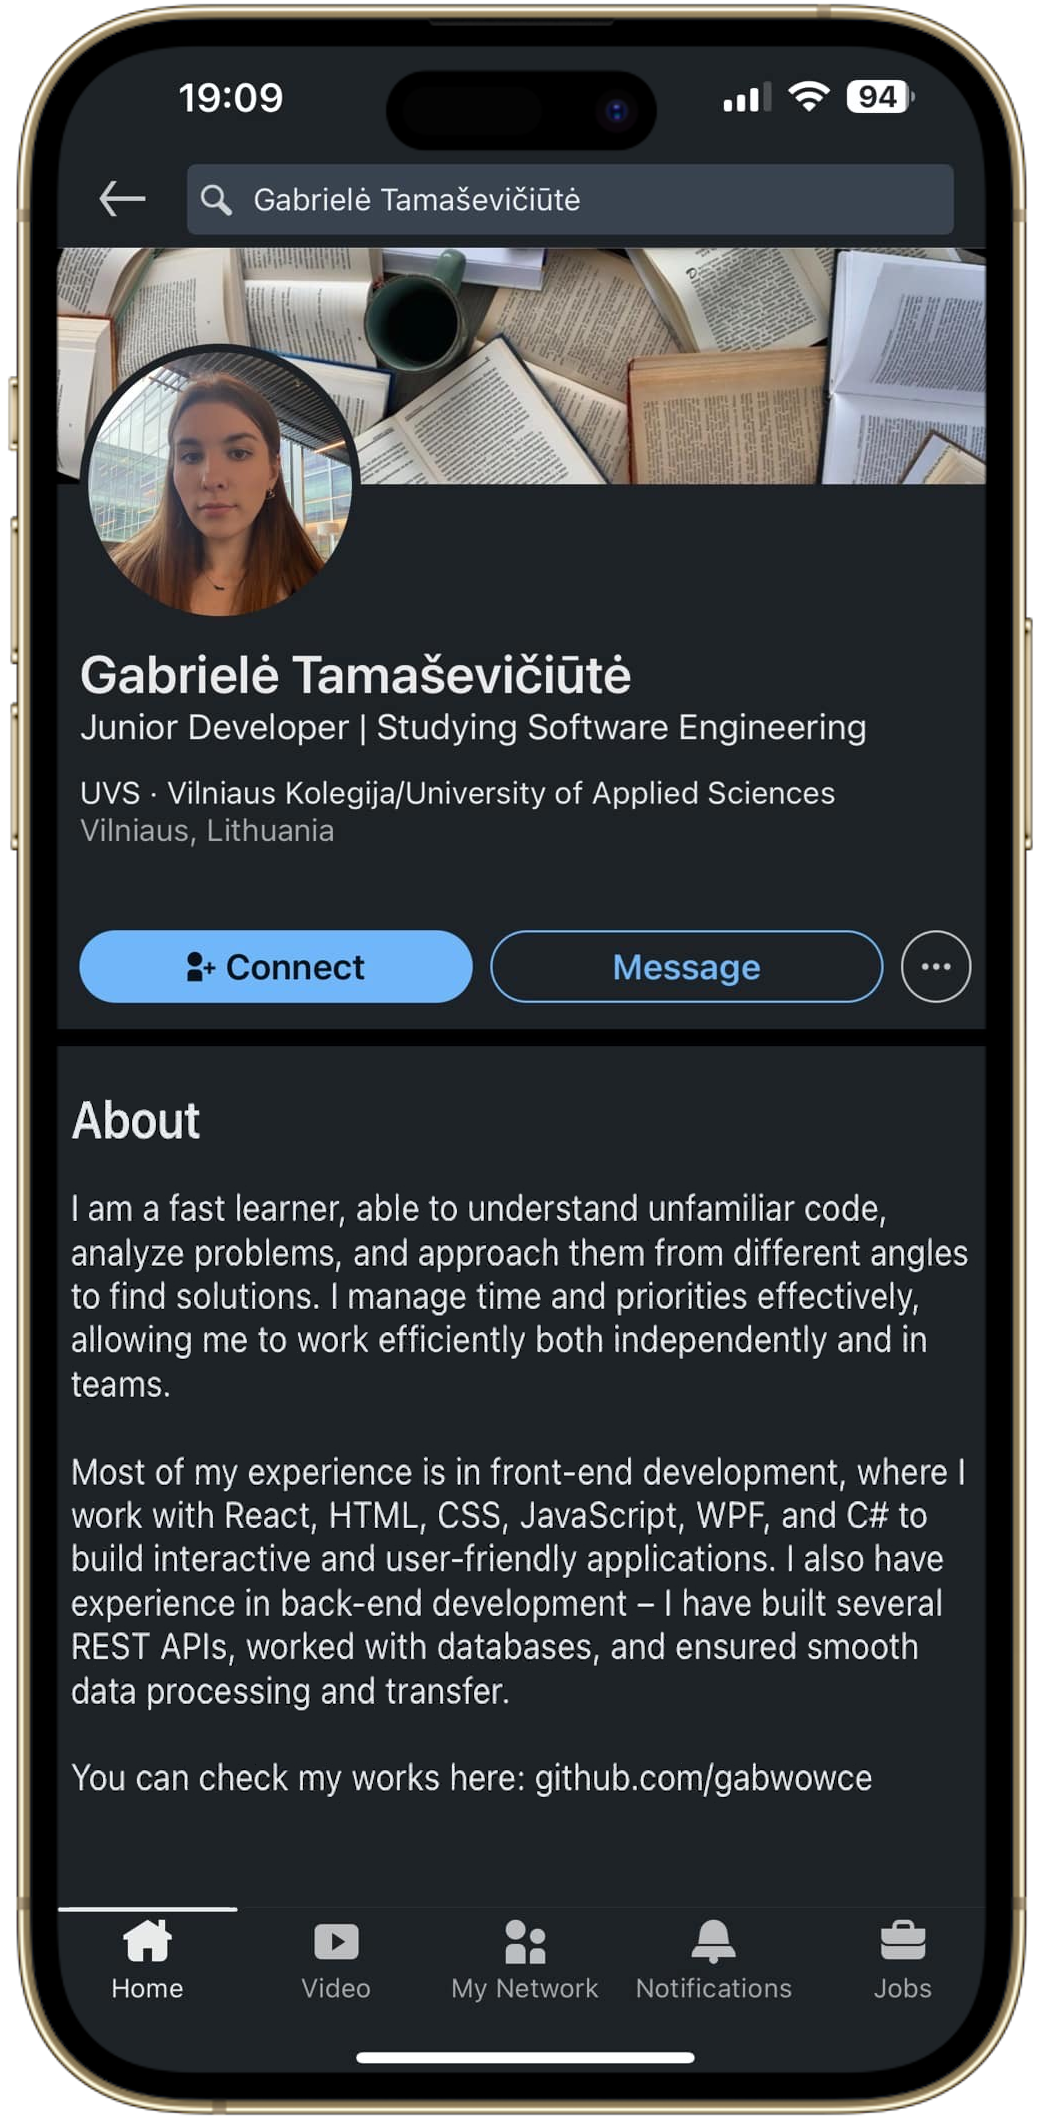 19:09
94
Gabrielė Tamaševičiūtė
Gabrielė Tamaševičiūtė
Junior Developer | Studying Software Engineering
UVS · Vilniaus Kolegija/University of Applied Sciences
Vilniaus, Lithuania
Connect
Message
About
I am a fast learner, able to understand unfamiliar code,
analyze problems, and approach them from different angles
to find solutions. I manage time and priorities effectively,
allowing me to work efficiently both independently and in
teams.
Most of my experience is in front-end development, where I
work with React, HTML, CSS, JavaScript, WPF, and C# to
build interactive and user-friendly applications. I also have
experience in back-end development – I have built several
REST APIs, worked with databases, and ensured smooth
data processing and transfer.
You can check my works here: github.com/gabwowce
Home
Video
My Network
Notifications
Jobs